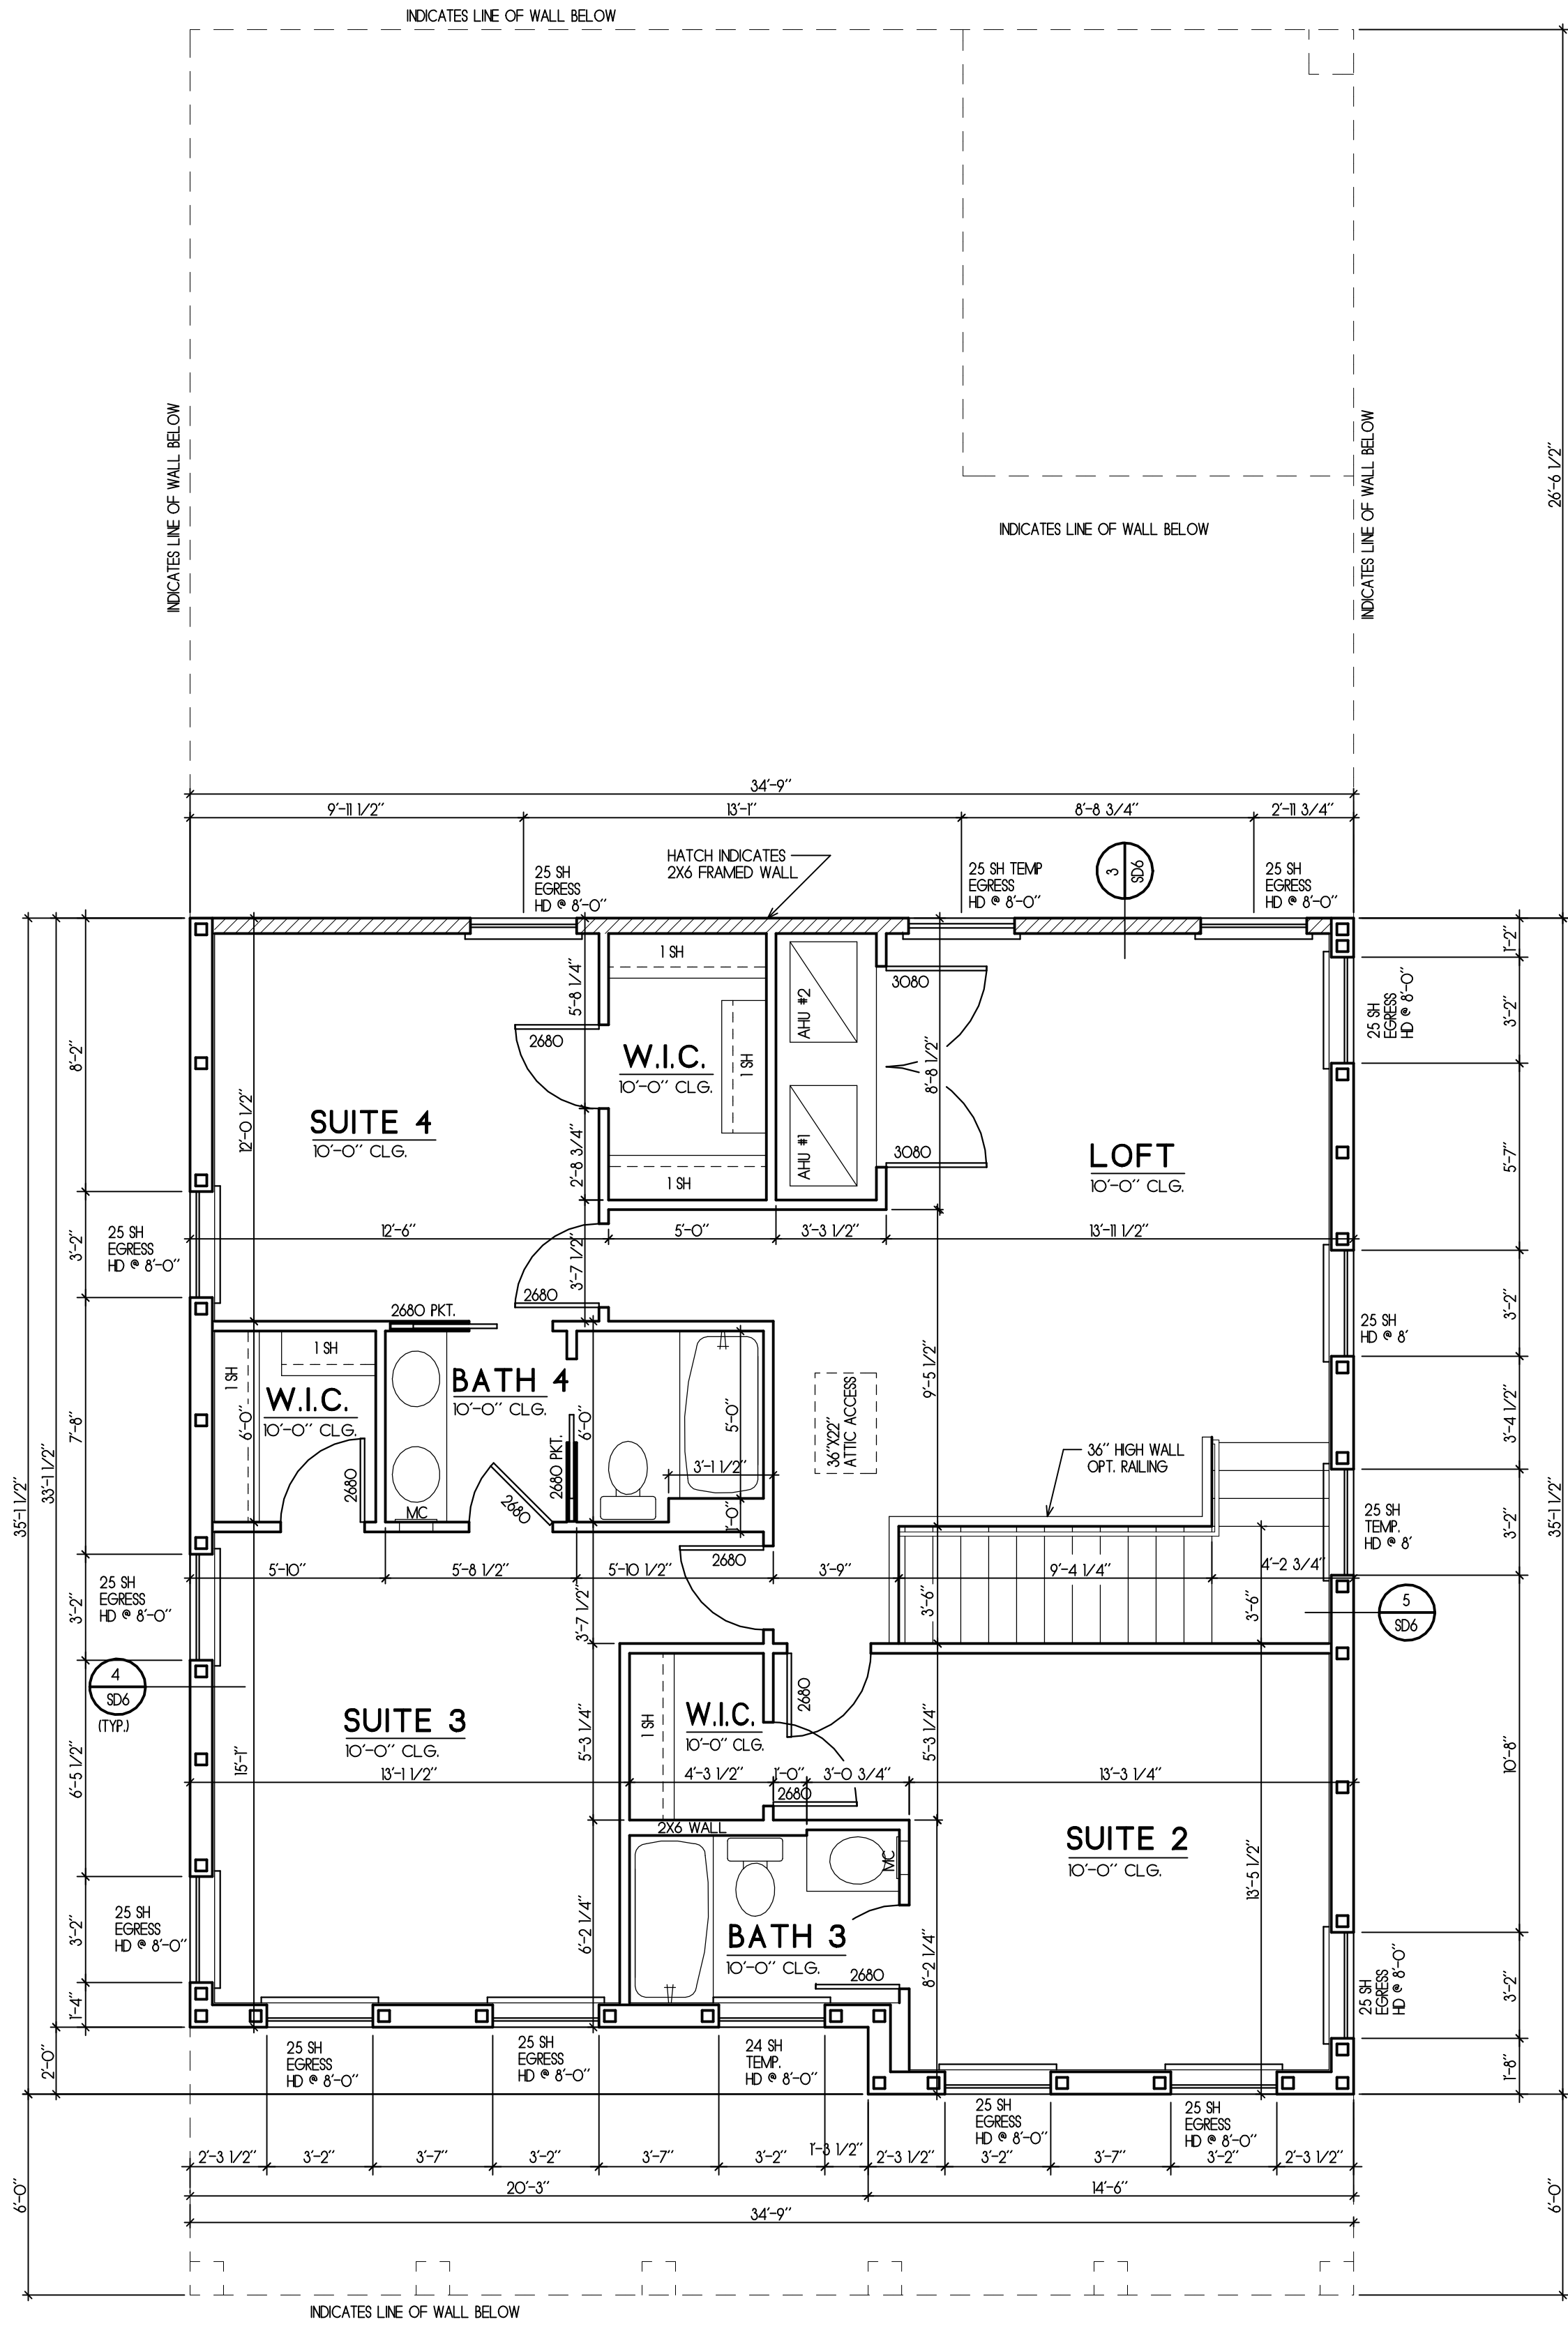 INDICATES LINE OF WALL BELOW
INDICATES LINE OF WALL BELOW
INDICATES LINE OF WALL BELOW
INDICATES LINE OF WALL BELOW
26'-6 1/2"
34'-9"
9'-11 1/2"
13'-1"
8'-8 3/4"
2'-11 3/4"
HATCH INDICATES
2X6 FRAMED WALL
25 SH
EGRESS
HD @ 8'-0"
25 SH TEMP
EGRESS
HD @ 8'-0"
3
SD6
25 SH
EGRESS
HD @ 8'-0"
1'-2"
25 SH
EGRESS
HD @ 8'-0"
3'-2"
8'-2"
5'-8 1/4"
1 SH
AHU #2
3080
2680
W.I.C.
10'-0" CLG.
1 SH
8'-8 1/2"
SUITE 4
10'-0" CLG.
12'-0 1/2"
2'-8 3/4"
1 SH
AHU #1
3080
LOFT
10'-0" CLG.
5'-7"
25 SH
EGRESS
HD @ 8'-0"
3'-2"
12'-6"
3'-7 1/2"
5'-0"
3'-3 1/2"
13'-11 1/2"
2680
2680 PKT.
25 SH
HD @ 8'
3'-2"
1 SH
1 SH
W.I.C.
10'-0" CLG.
6'-0"
BATH 4
10'-0" CLG.
6'-0"
5'-0"
9'-5 1/2"
36"X22"
ATTIC ACCESS
7'-8"
3'-4 1/2"
36" HIGH WALL
OPT. RAILING
2680 PKT.
3'-1 1/2"
2680
MC
2680
1'-0"
35'-1 1/2"
33'-1 1/2"
25 SH
TEMP.
HD @ 8'
3'-2"
35'-1 1/2"
2680
5'-10"
5'-8 1/2"
5'-10 1/2"
3'-9"
9'-4 1/4"
4'-2 3/4"
25 SH
EGRESS
HD @ 8'-0"
3'-2"
3'-7 1/2"
3'-6"
3'-6"
5
SD6
4
SD6
(TYP.)
2680
SUITE 3
10'-0" CLG.
1 SH
W.I.C.
10'-0" CLG.
5'-3 1/4"
5'-3 1/4"
15'-1"
6'-5 1/2"
10'-8"
13'-1 1/2"
4'-3 1/2"
1'-0"
3'-0 3/4"
13'-3 1/4"
2680
2X6 WALL
SUITE 2
10'-0" CLG.
MC
13'-5 1/2"
25 SH
EGRESS
HD @ 8'-0"
3'-2"
6'-2 1/4"
BATH 3
10'-0" CLG.
2680
8'-2 1/4"
25 SH
EGRESS
HD @ 8'-0"
3'-2"
1'-4"
2'-0"
1'-8"
25 SH
EGRESS
HD @ 8'-0"
25 SH
EGRESS
HD @ 8'-0"
24 SH
TEMP.
HD @ 8'-0"
25 SH
EGRESS
HD @ 8'-0"
25 SH
EGRESS
HD @ 8'-0"
2'-3 1/2"
3'-2"
3'-7"
3'-2"
3'-7"
3'-2"
1'-3 1/2"
2'-3 1/2"
3'-2"
3'-7"
3'-2"
2'-3 1/2"
20'-3"
14'-6"
34'-9"
6'-0"
6'-0"
INDICATES LINE OF WALL BELOW